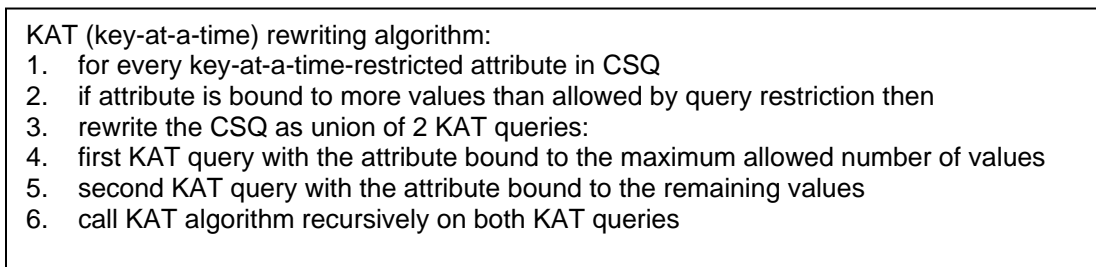 KAT (key-at-a-time) rewriting algorithm:
1. for every key-at-a-time-restricted attribute in CSQ
2. if attribute is bound to more values than allowed by query restriction then
3. rewrite the CSQ as union of 2 KAT queries:
4. first KAT query with the attribute bound to the maximum allowed number of values
5. second KAT query with the attribute bound to the remaining values
6. call KAT algorithm recursively on both KAT queries